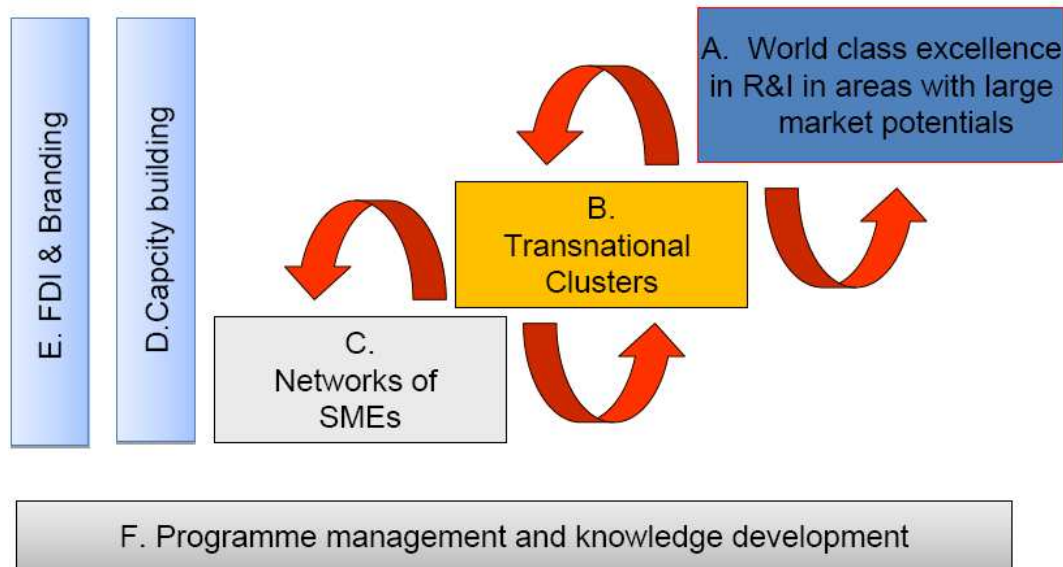 E. FDI & Branding
D.Capcity building
A.  World class excellence
in R&I in areas with large
market potentials
B.
Transnational
Clusters
C.
Networks of
SMEs
F. Programme management and knowledge development